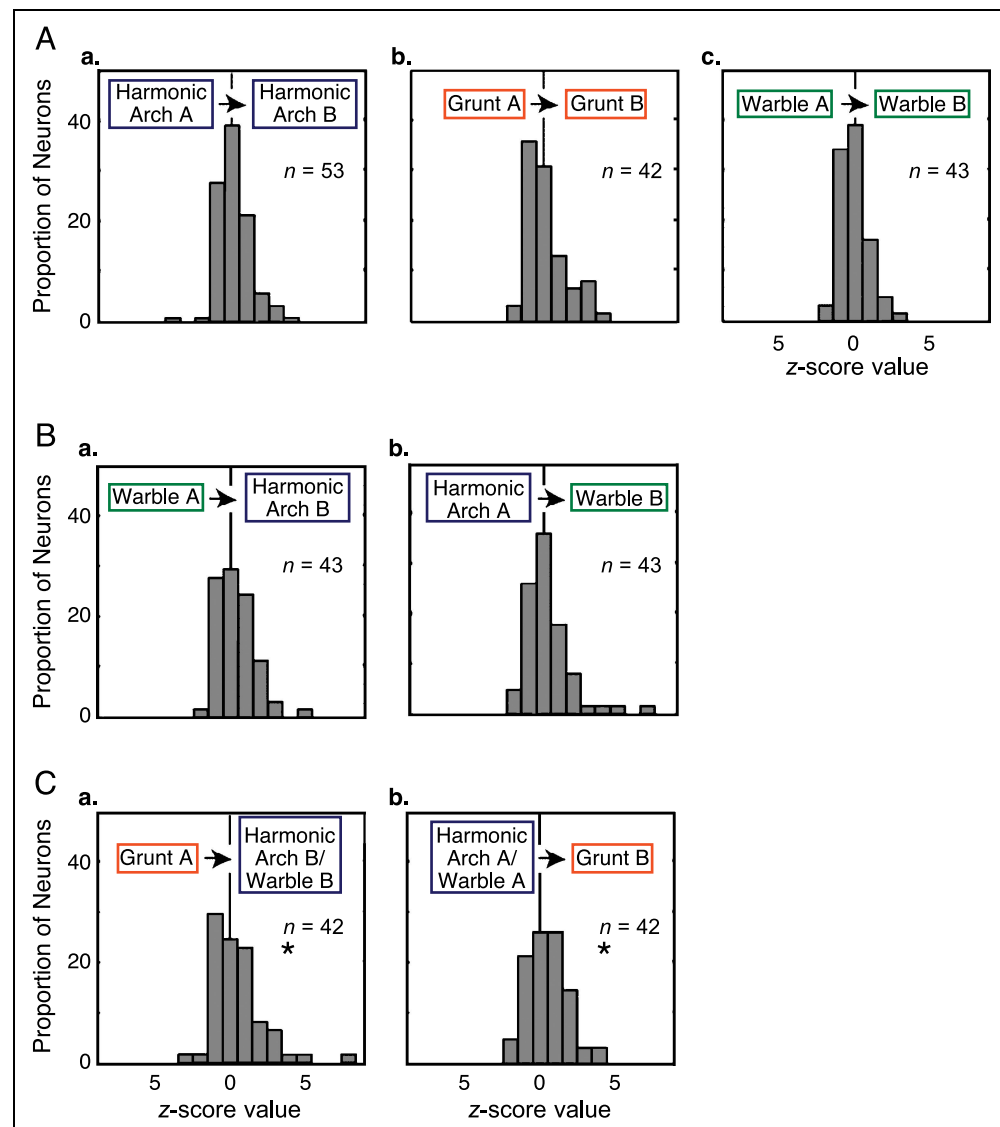 A
a.
Harmonic
Arch A
Harmonic
Arch B
n = 53
b.
Grunt A
Grunt B
n = 42
c.
Warble A
Warble B
n = 43
Proportion of Neurons
40
20
0
5 0 5
z-score value
B
a.
Warble A
Harmonic
Arch B
n = 43
b.
Harmonic
Arch A
Warble B
n = 43
Proportion of Neurons
40
20
0
C
a.
Grunt A
Harmonic
Arch B/
Warble B
n = 42
*
b.
Harmonic
Arch A/
Warble A
Grunt B
n = 42
*
Proportion of Neurons
40
20
0
5 0 5
z-score value
5 0 5
z-score value